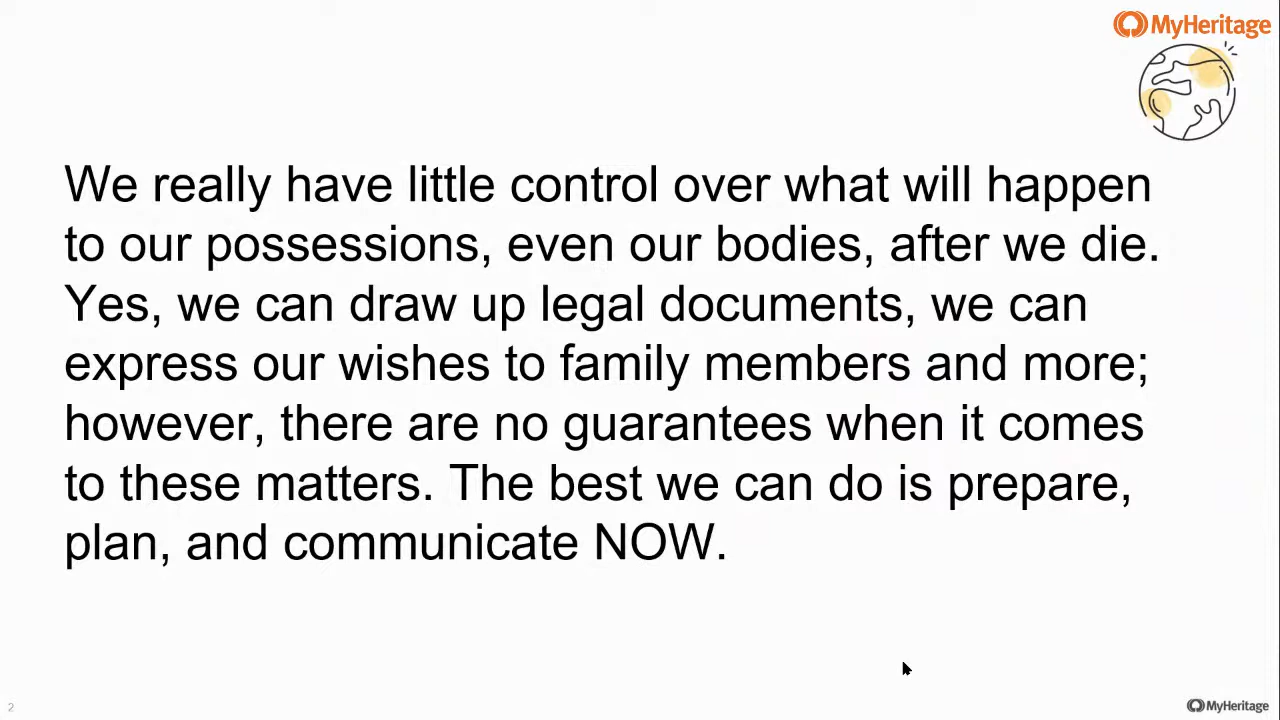 MyHeritage
We really have little control over what will happen
to our possessions, even our bodies, after we die.
Yes, we can draw up legal documents, we can
express our wishes to family members and more;
however, there are no guarantees when it comes
to these matters. The best we can do is prepare,
plan, and communicate NOW.
2
MyHeritage